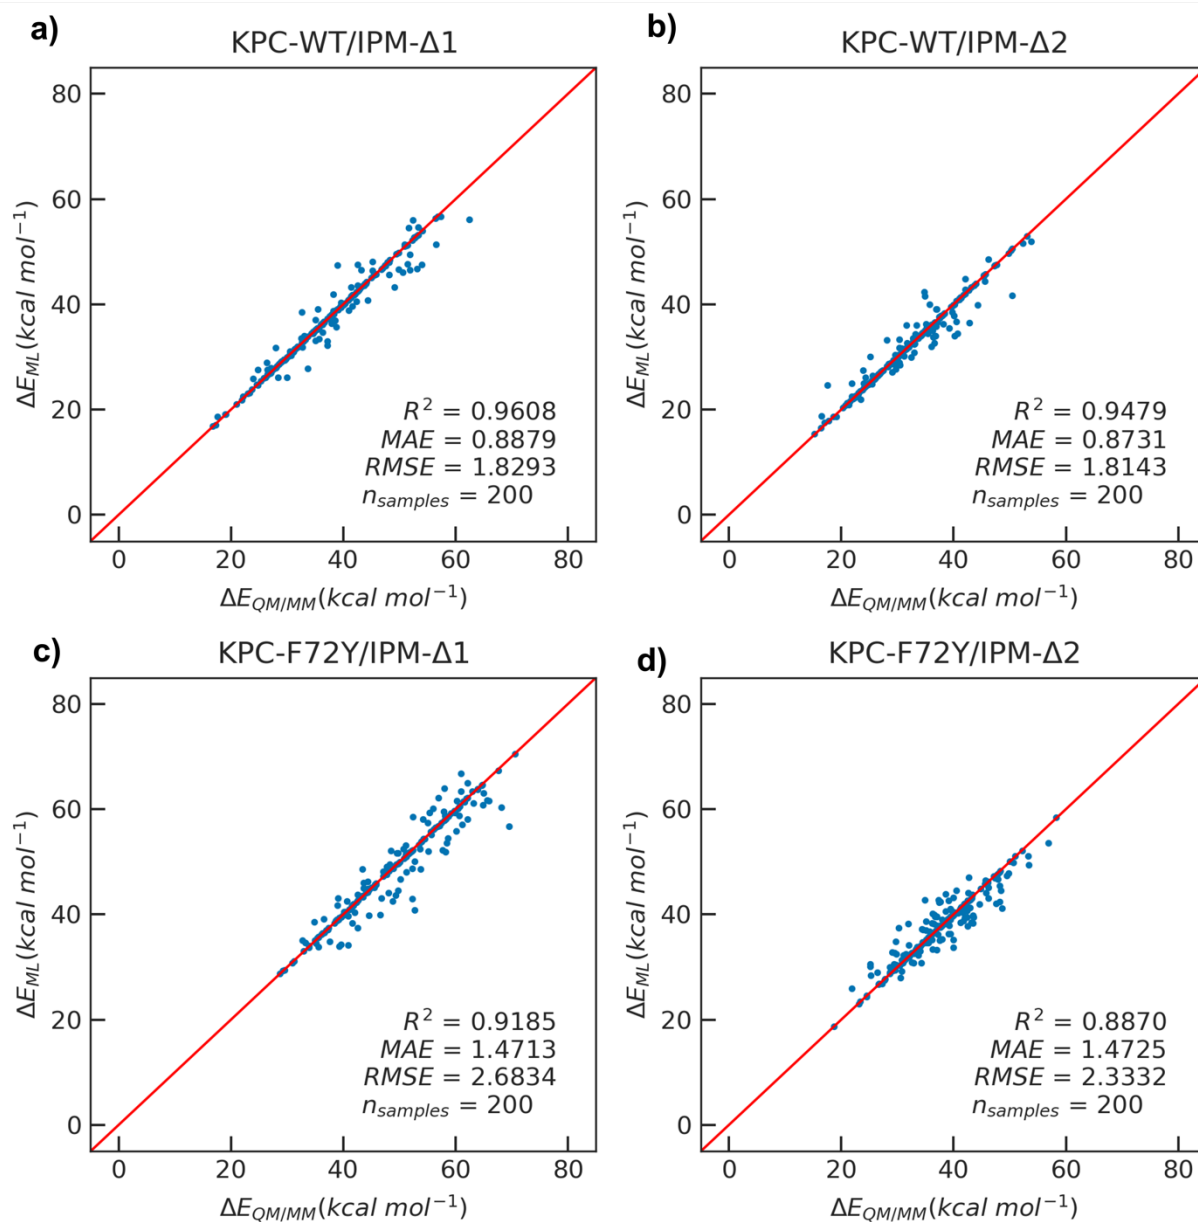 a)
KPC-WT/IPM-Δ1
80
60
40
20
0
ΔE_ML(kcal mol⁻¹)
R² = 0.9608
MAE = 0.8879
RMSE = 1.8293
n_samples = 200
0 20 40 60 80
ΔE_QM/MM(kcal mol⁻¹)
b)
KPC-WT/IPM-Δ2
80
60
40
20
0
ΔE_ML(kcal mol⁻¹)
R² = 0.9479
MAE = 0.8731
RMSE = 1.8143
n_samples = 200
0 20 40 60 80
ΔE_QM/MM(kcal mol⁻¹)
c)
KPC-F72Y/IPM-Δ1
80
60
40
20
0
ΔE_ML(kcal mol⁻¹)
R² = 0.9185
MAE = 1.4713
RMSE = 2.6834
n_samples = 200
0 20 40 60 80
ΔE_QM/MM(kcal mol⁻¹)
d)
KPC-F72Y/IPM-Δ2
80
60
40
20
0
ΔE_ML(kcal mol⁻¹)
R² = 0.8870
MAE = 1.4725
RMSE = 2.3332
n_samples = 200
0 20 40 60 80
ΔE_QM/MM(kcal mol⁻¹)